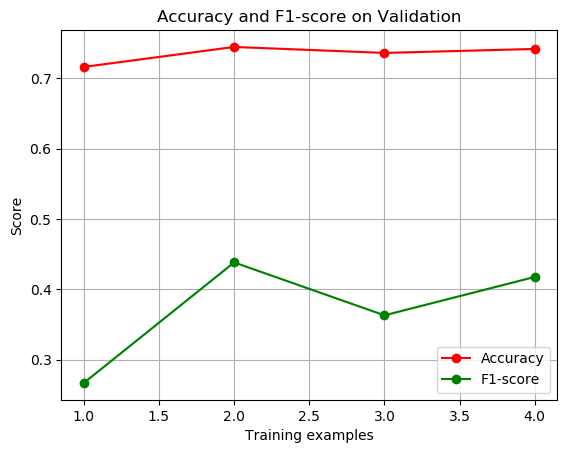 Accuracy and F1-score on Validation
Score
0.7
0.6
0.5
0.4
0.3
Accuracy
F1-score
1.0 1.5 2.0 2.5 3.0 3.5 4.0
Training examples